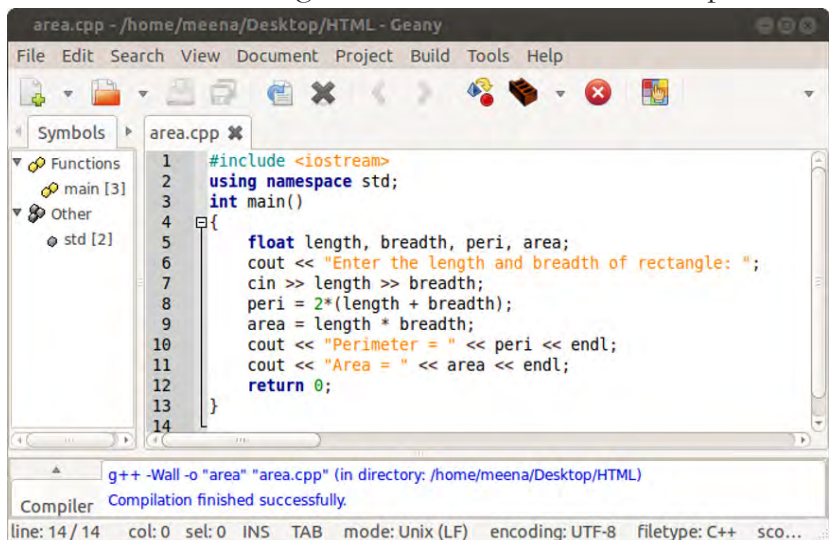 area.cpp - /home/meena/Desktop/HTML - Geany
File Edit Search View Document Project Build Tools Help
Symbols
area.cpp
Functions
main [3]
Other
std [2]
1 #include <iostream>
2 using namespace std;
3 int main()
4 {
5 float length, breadth, peri, area;
6 cout << "Enter the length and breadth of rectangle: ";
7 cin >> length >> breadth;
8 peri = 2*(length + breadth);
9 area = length * breadth;
10 cout << "Perimeter = " << peri << endl;
11 cout << "Area = " << area << endl;
12 return 0;
13 }
14
g++ -Wall -o "area" "area.cpp" (in directory: /home/meena/Desktop/HTML)
Compiler Compilation finished successfully.
line: 14 / 14 col: 0 sel: 0 INS TAB mode: Unix (LF) encoding: UTF-8 filetype: C++ sco...